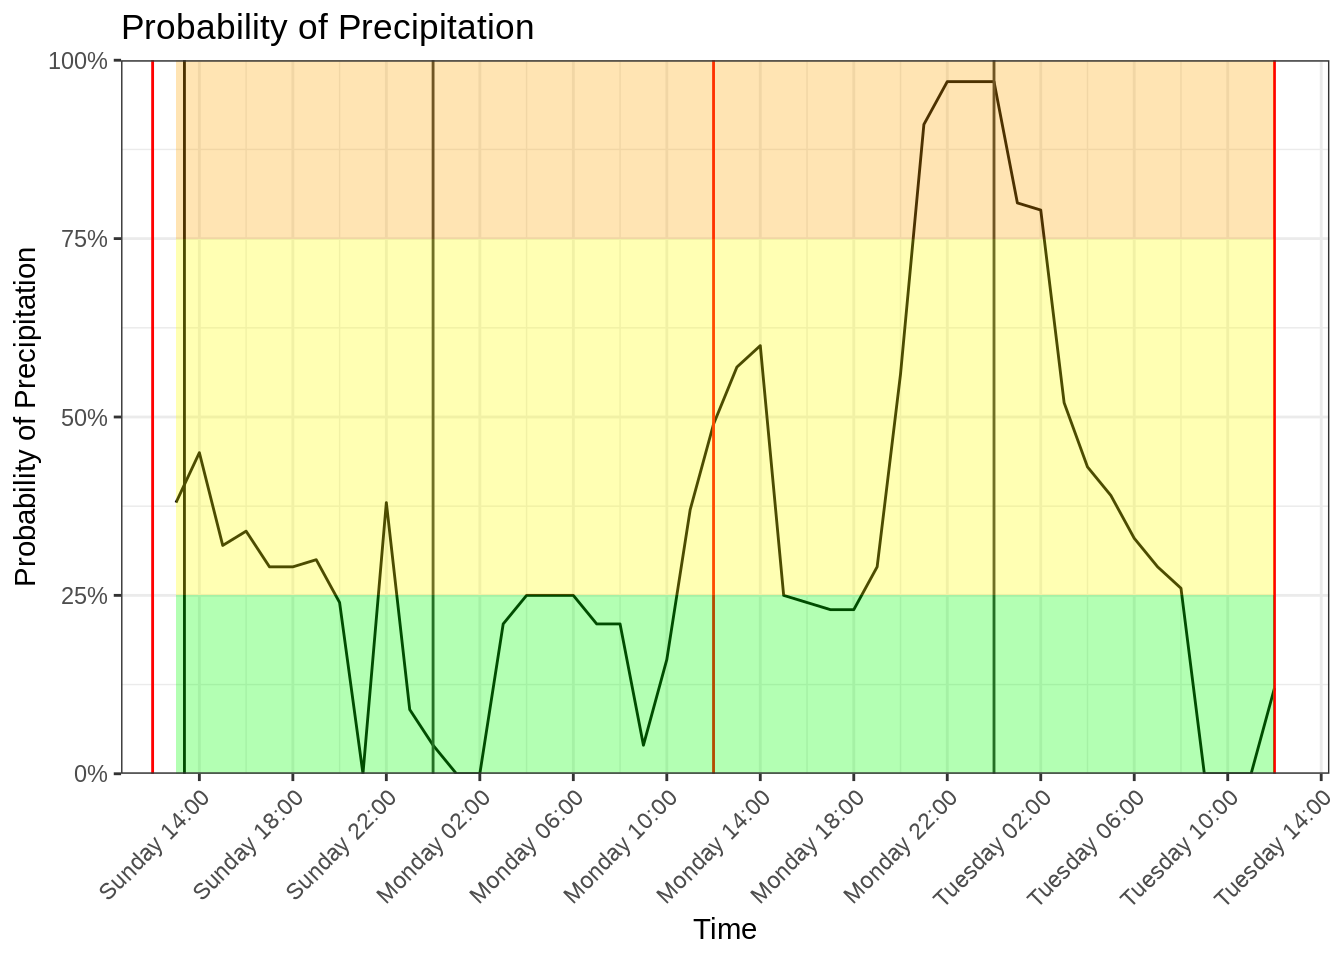 Probability of Precipitation
100%
75%
50%
25%
0%
Probability of Precipitation
Sunday 14:00
Sunday 18:00
Sunday 22:00
Monday 02:00
Monday 06:00
Monday 10:00
Monday 14:00
Monday 18:00
Monday 22:00
Tuesday 02:00
Tuesday 06:00
Tuesday 10:00
Tuesday 14:00
Time